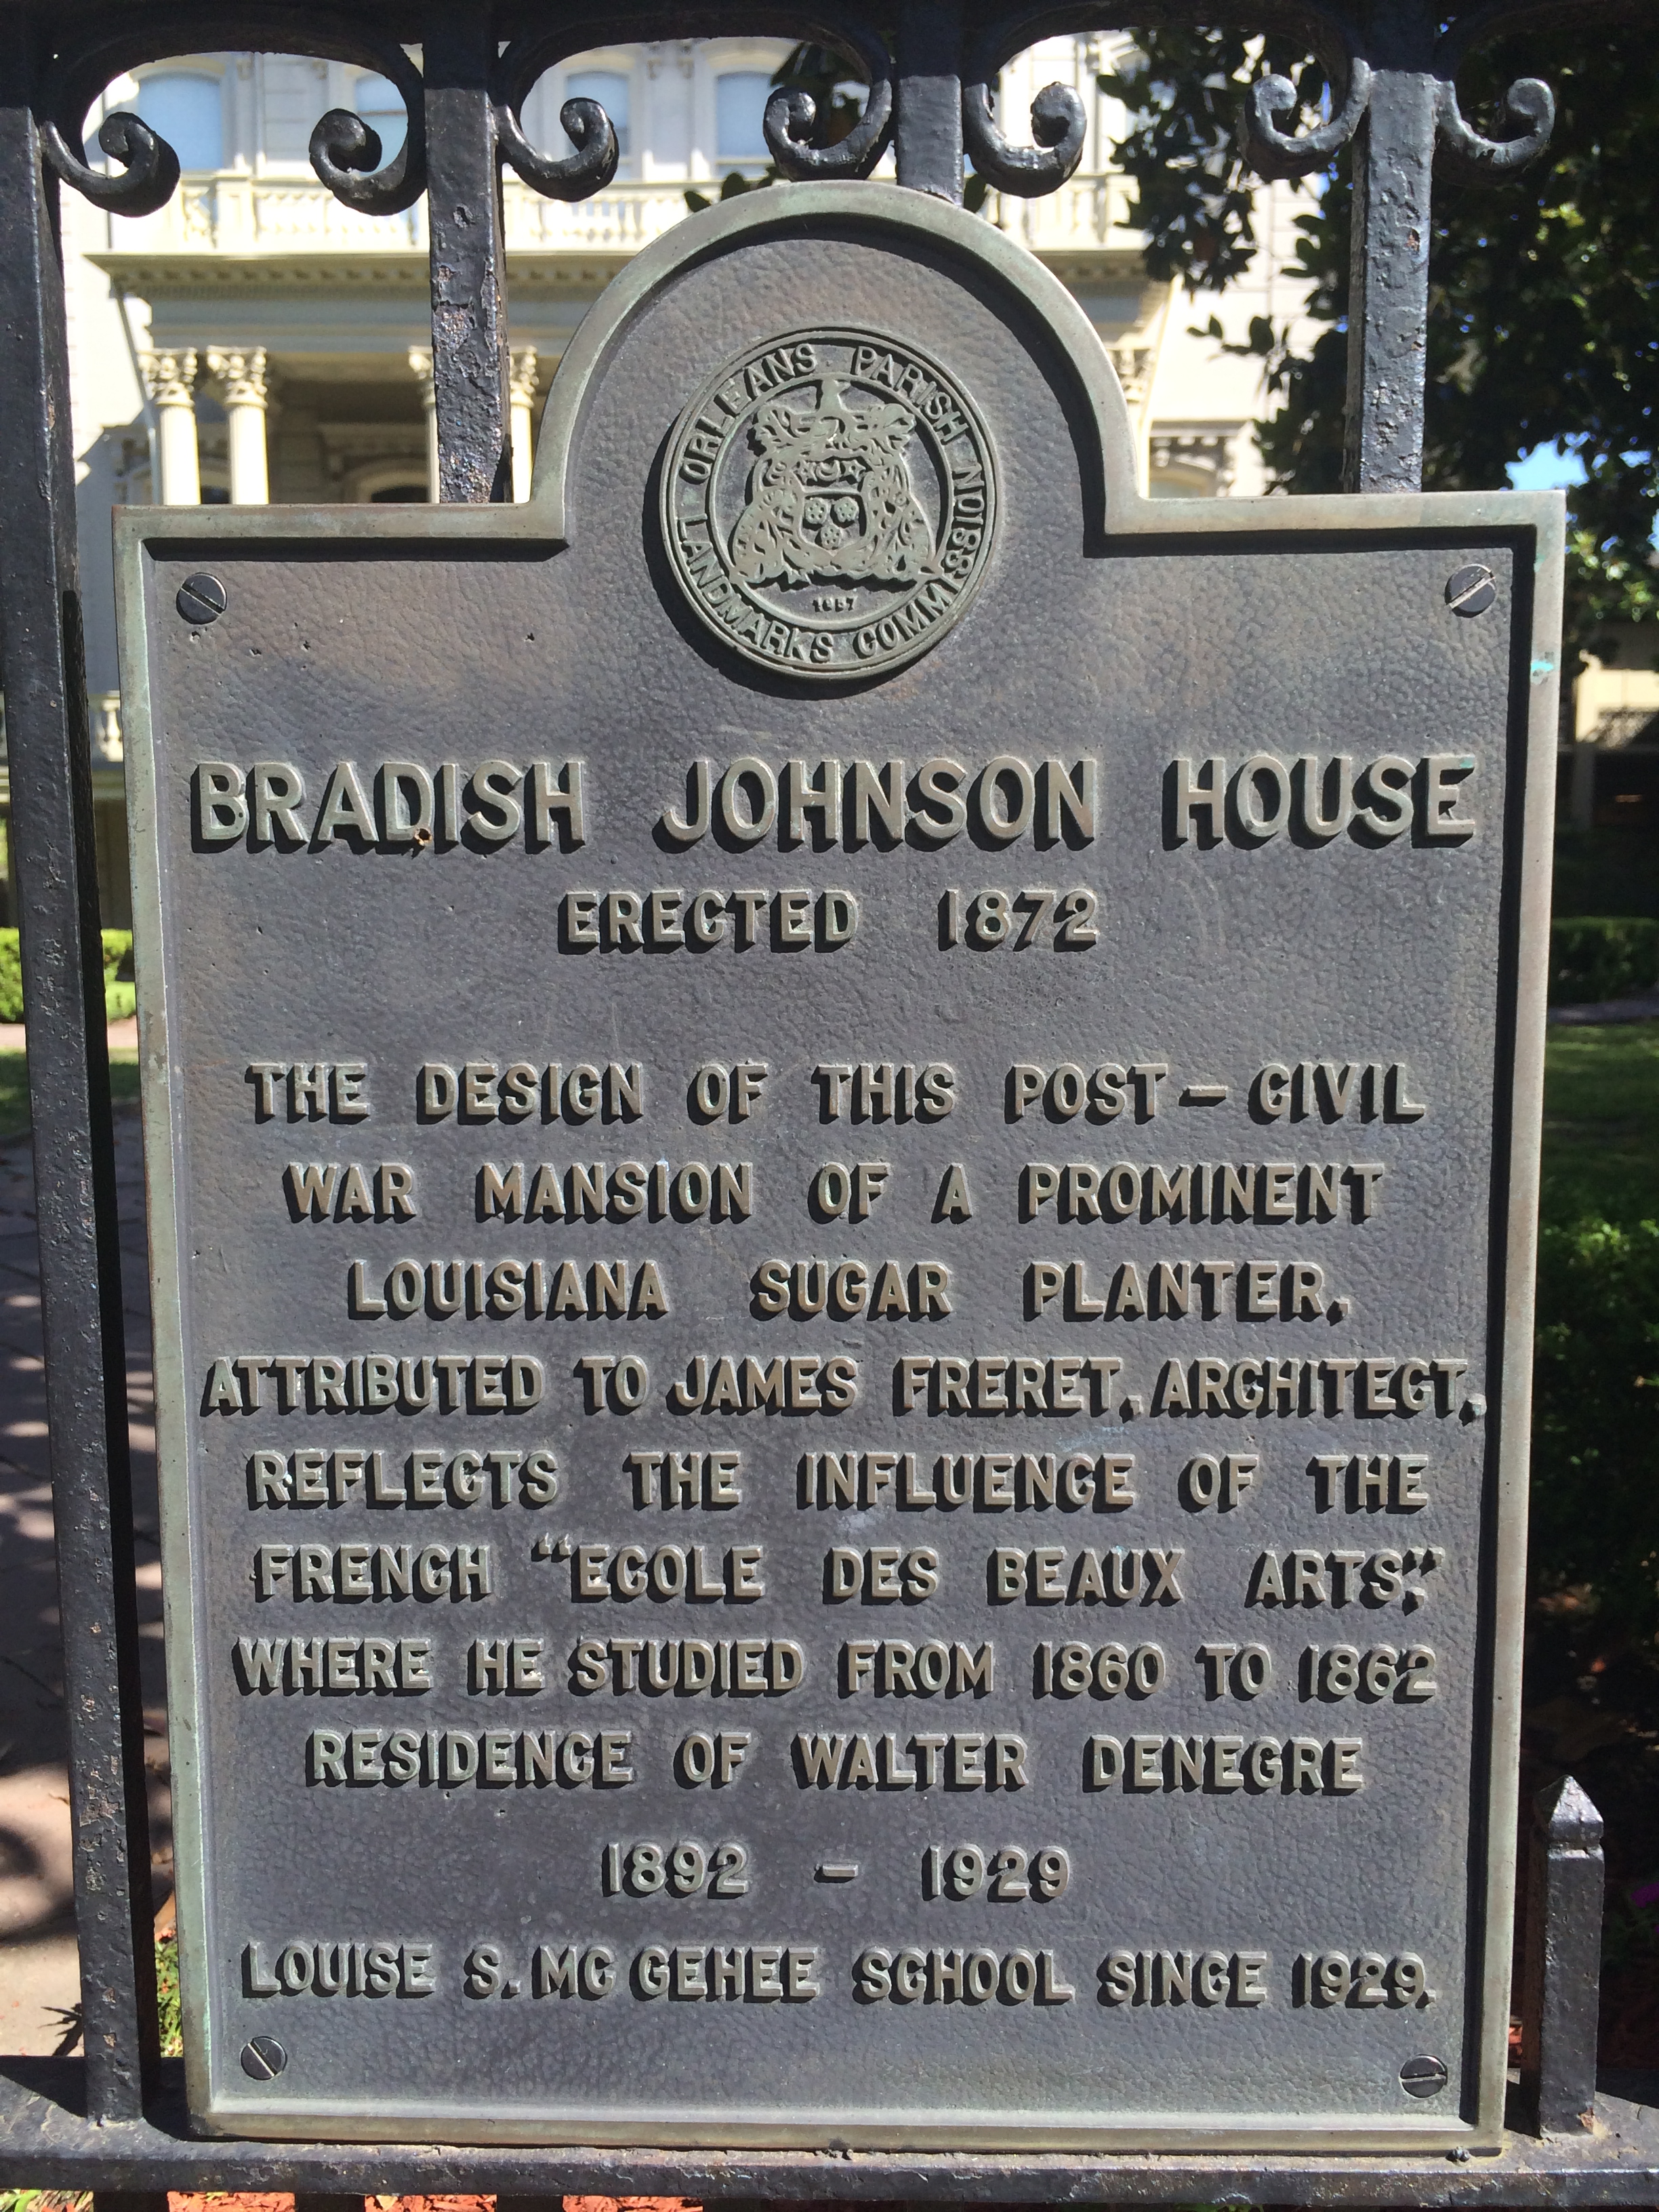 ORLEANS PARISH LANDMARKS COMMISSION
1957
BRADISH JOHNSON HOUSE
ERECTED 1872
THE DESIGN OF THIS POST-CIVIL
WAR MANSION OF A PROMINENT
LOUISIANA SUGAR PLANTER,
ATTRIBUTED TO JAMES FRERET, ARCHITECT,
REFLECTS THE INFLUENCE OF THE
FRENCH “ECOLE DES BEAUX ARTS,”
WHERE HE STUDIED FROM 1860 TO 1862
RESIDENCE OF WALTER DENEGRE
1892 - 1929
LOUISE S. MC GEHEE SCHOOL SINCE 1929.